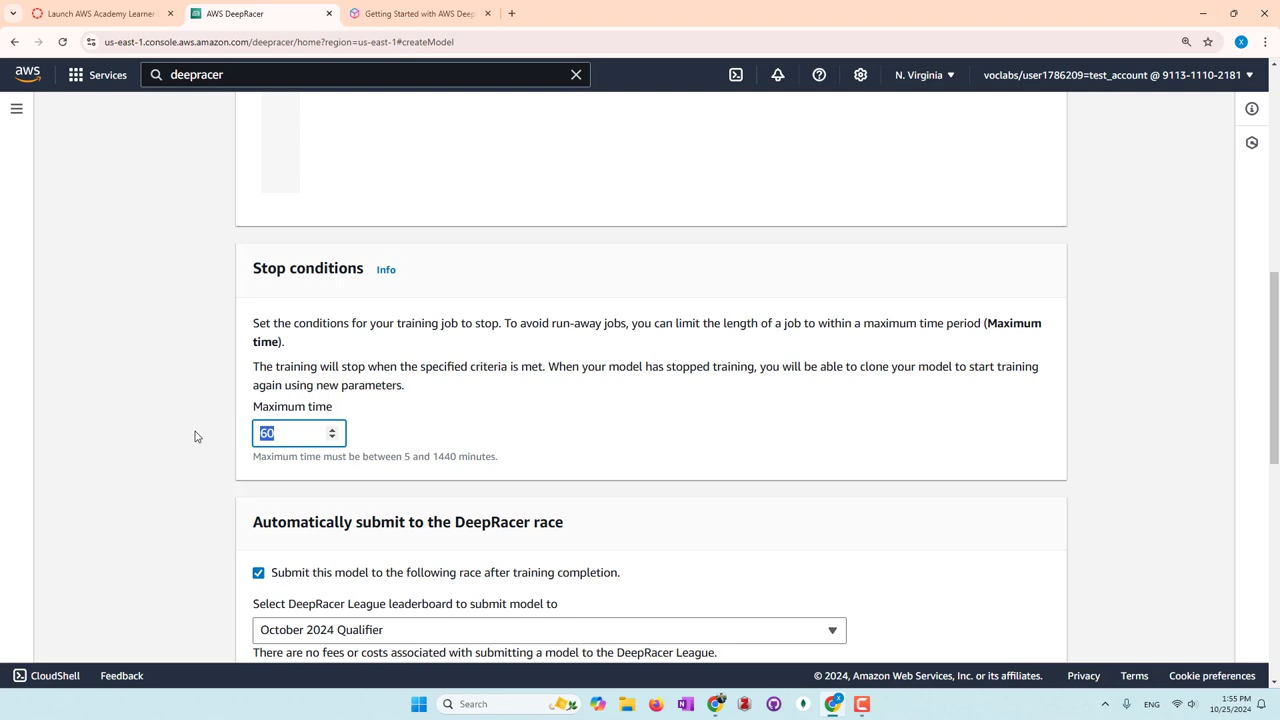 Launch AWS Academy Learner
AWS DeepRacer
Getting Started with AWS Deep
us-east-1.console.aws.amazon.com/deepracer/home?region=us-east-1#createModel
aws
Services
deepracer
N. Virginia
voclabs/user1786209=test_account @ 9113-1110-2181
Stop conditions
Info
Set the conditions for your training job to stop. To avoid run-away jobs, you can limit the length of a job to within a maximum time period (Maximum
time).
The training will stop when the specified criteria is met. When your model has stopped training, you will be able to clone your model to start training
again using new parameters.
Maximum time
60
Maximum time must be between 5 and 1440 minutes.
Automatically submit to the DeepRacer race
Submit this model to the following race after training completion.
Select DeepRacer League leaderboard to submit model to
October 2024 Qualifier
There are no fees or costs associated with submitting a model to the DeepRacer League.
CloudShell
Feedback
© 2024, Amazon Web Services, Inc. or its affiliates.
Privacy
Terms
Cookie preferences
Search
ENG
1:55 PM
10/25/2024